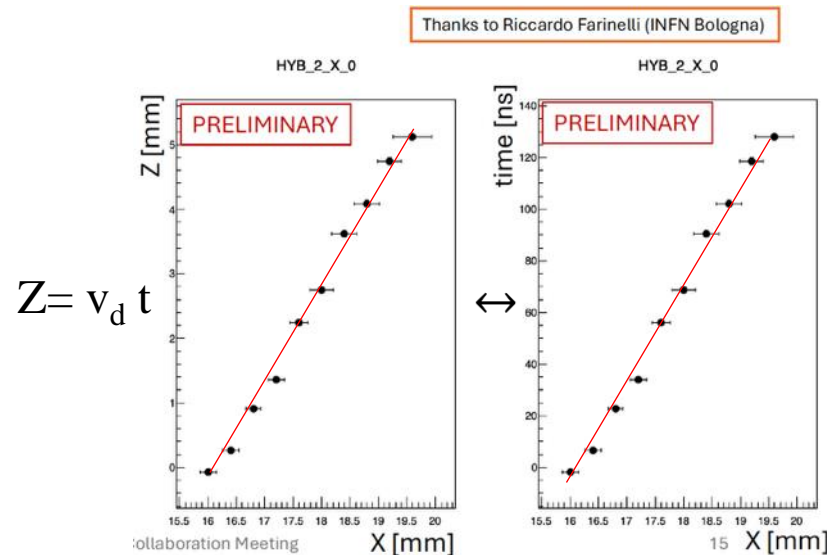 Thanks to Riccardo Farinelli (INFN Bologna)
HYB_2_X_0
PRELIMINARY
Z [mm]
5
4
3
2
1
0
15.5 16 16.5 17 17.5 18 18.5 19 19.5 20
X [mm]
Z= v_d t
↔
HYB_2_X_0
PRELIMINARY
time [ns]
140
120
100
80
60
40
20
0
15.5 16 16.5 17 17.5 18 18.5 19 19.5 20
X [mm]
ollaboration Meeting
15